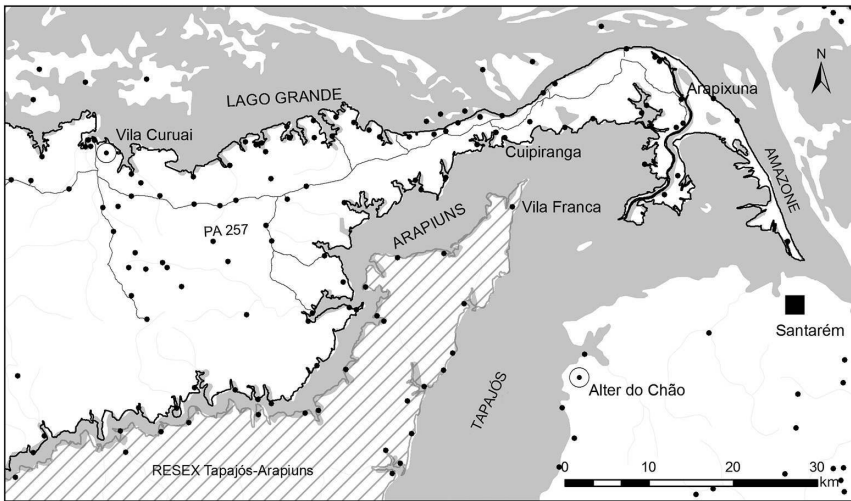 N
Arapixuna
LAGO GRANDE
Vila Curuai
Cuipiranga
AMAZONE
Vila Franca
ARAPIUNS
PA 257
Santarém
Alter do Chão
TAPAJÓS
RESEX Tapajós-Arapiuns
0 10 20 30
km